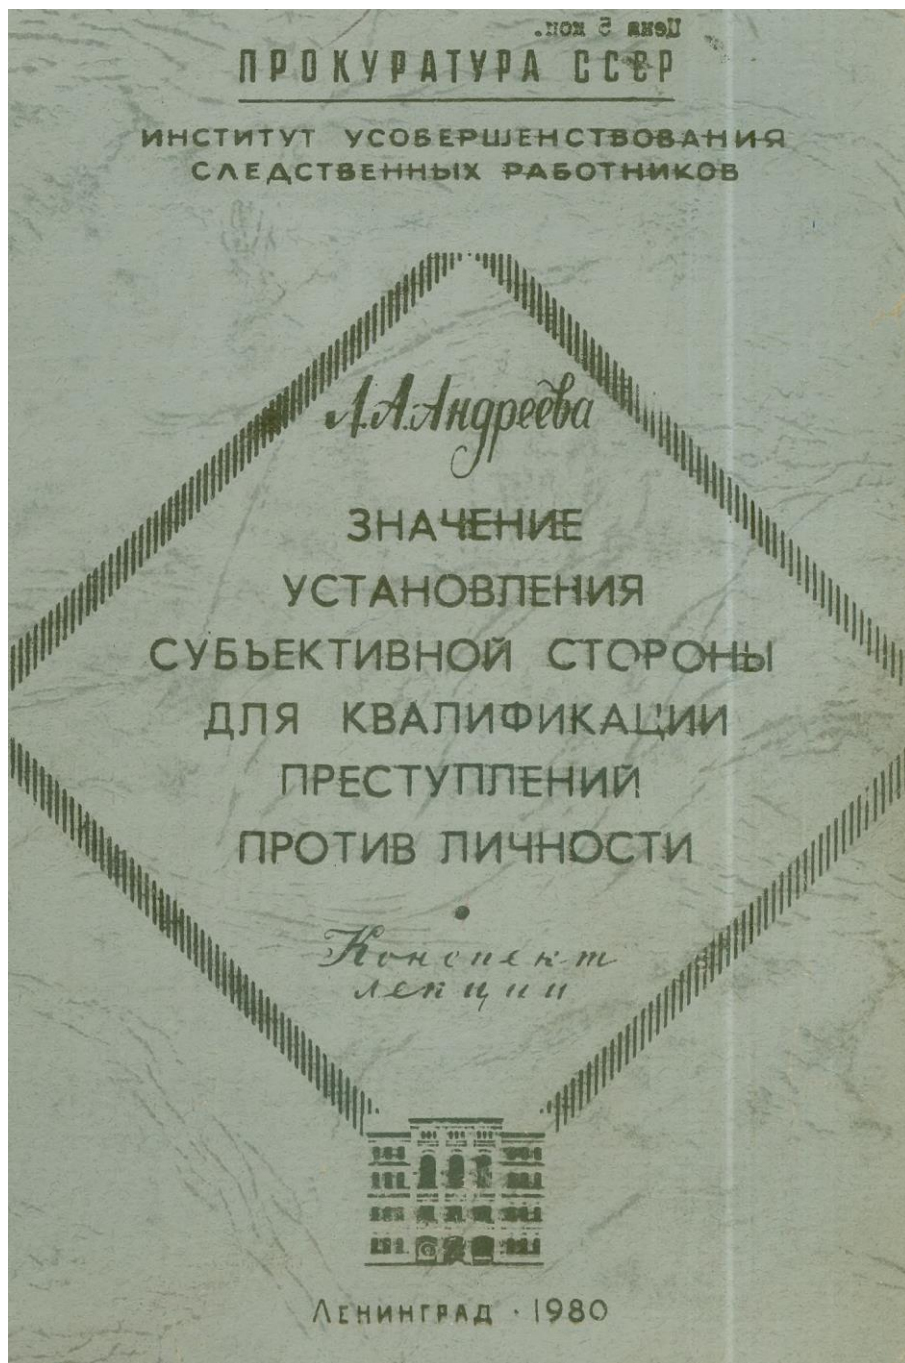 Цена 5 коп.
ПРОКУРАТУРА СССР
ИНСТИТУТ УСОВЕРШЕНСТВОВАНИЯ
СЛЕДСТВЕННЫХ РАБОТНИКОВ
Л.А.Андреева
ЗНАЧЕНИЕ
УСТАНОВЛЕНИЯ
СУБЪЕКТИВНОЙ СТОРОНЫ
ДЛЯ КВАЛИФИКАЦИИ
ПРЕСТУПЛЕНИЙ
ПРОТИВ ЛИЧНОСТИ
Конспект
лекции
ЛЕНИНГРАД · 1980